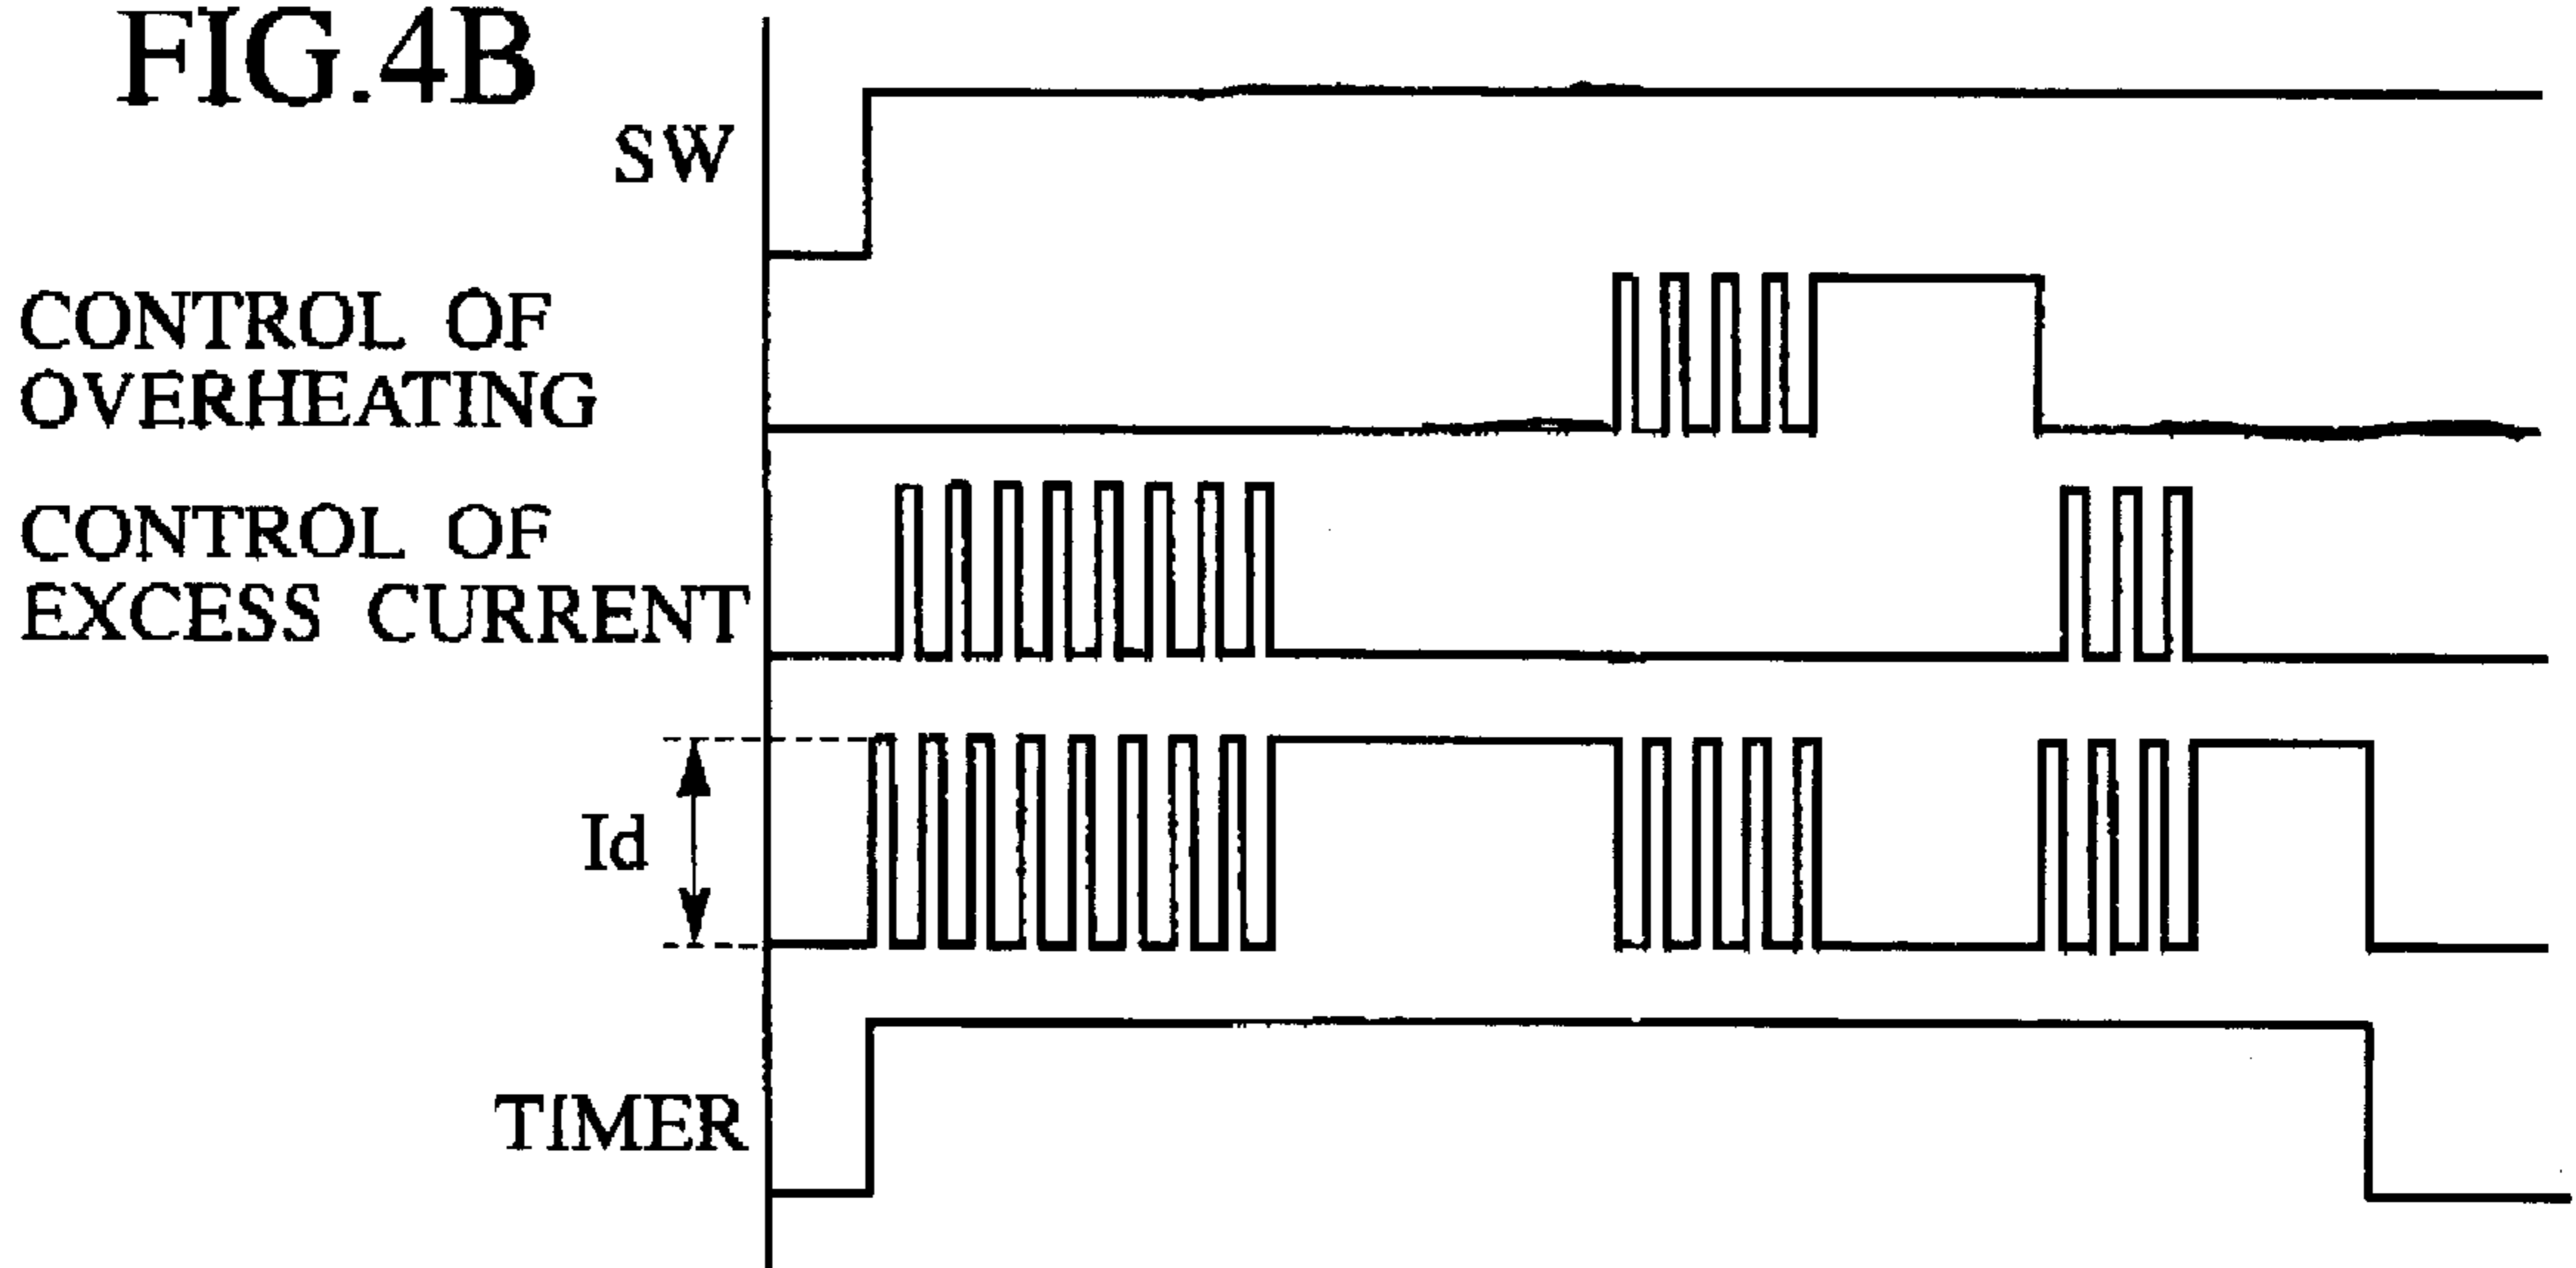 FIG.4B
SW
CONTROL OF
OVERHEATING
CONTROL OF
EXCESS CURRENT
Id
TIMER